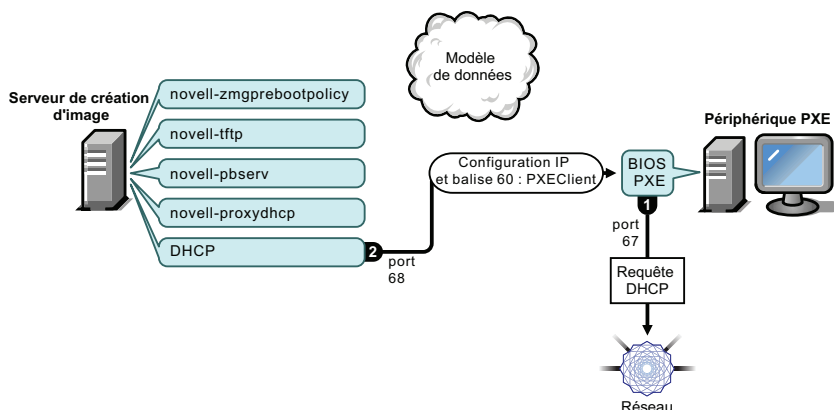 Modèle
de données
Serveur de création
d'image
novell-zmgprebootpolicy
novell-tftp
novell-pbserv
novell-proxydhcp
DHCP
2
port
68
Configuration IP
et balise 60 : PXEClient
BIOS
PXE
Périphérique PXE
1
port
67
Requête
DHCP
Réseau